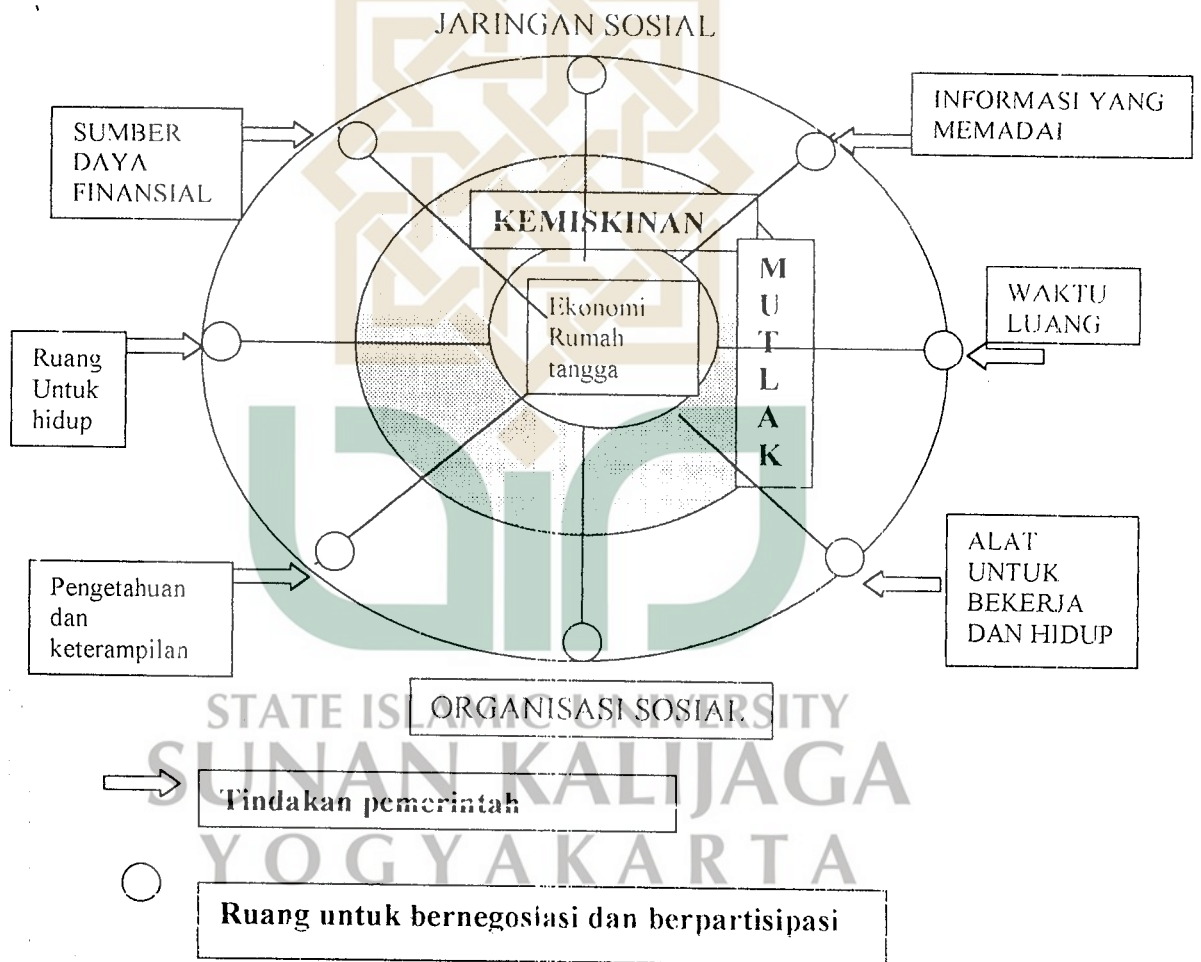 JARINGAN SOSIAL
SUMBER
DAYA
FINANSIAL
INFORMASI YANG
MEMADAI
KEMISKINAN
M
U
T
L
A
K
Ekonomi
Rumah
tangga
WAKTU
LUANG
Ruang
Untuk
hidup
Pengetahuan
dan
keterampilan
ALAT
UNTUK
BEKERJA
DAN HIDUP
ORGANISASI SOSIAL
STATE ISLAMIC UNIVERSITY
SUNAN KALIJAGA
YOGYAKARTA
Tindakan pemerintah
Ruang untuk bernegosiasi dan berpartisipasi